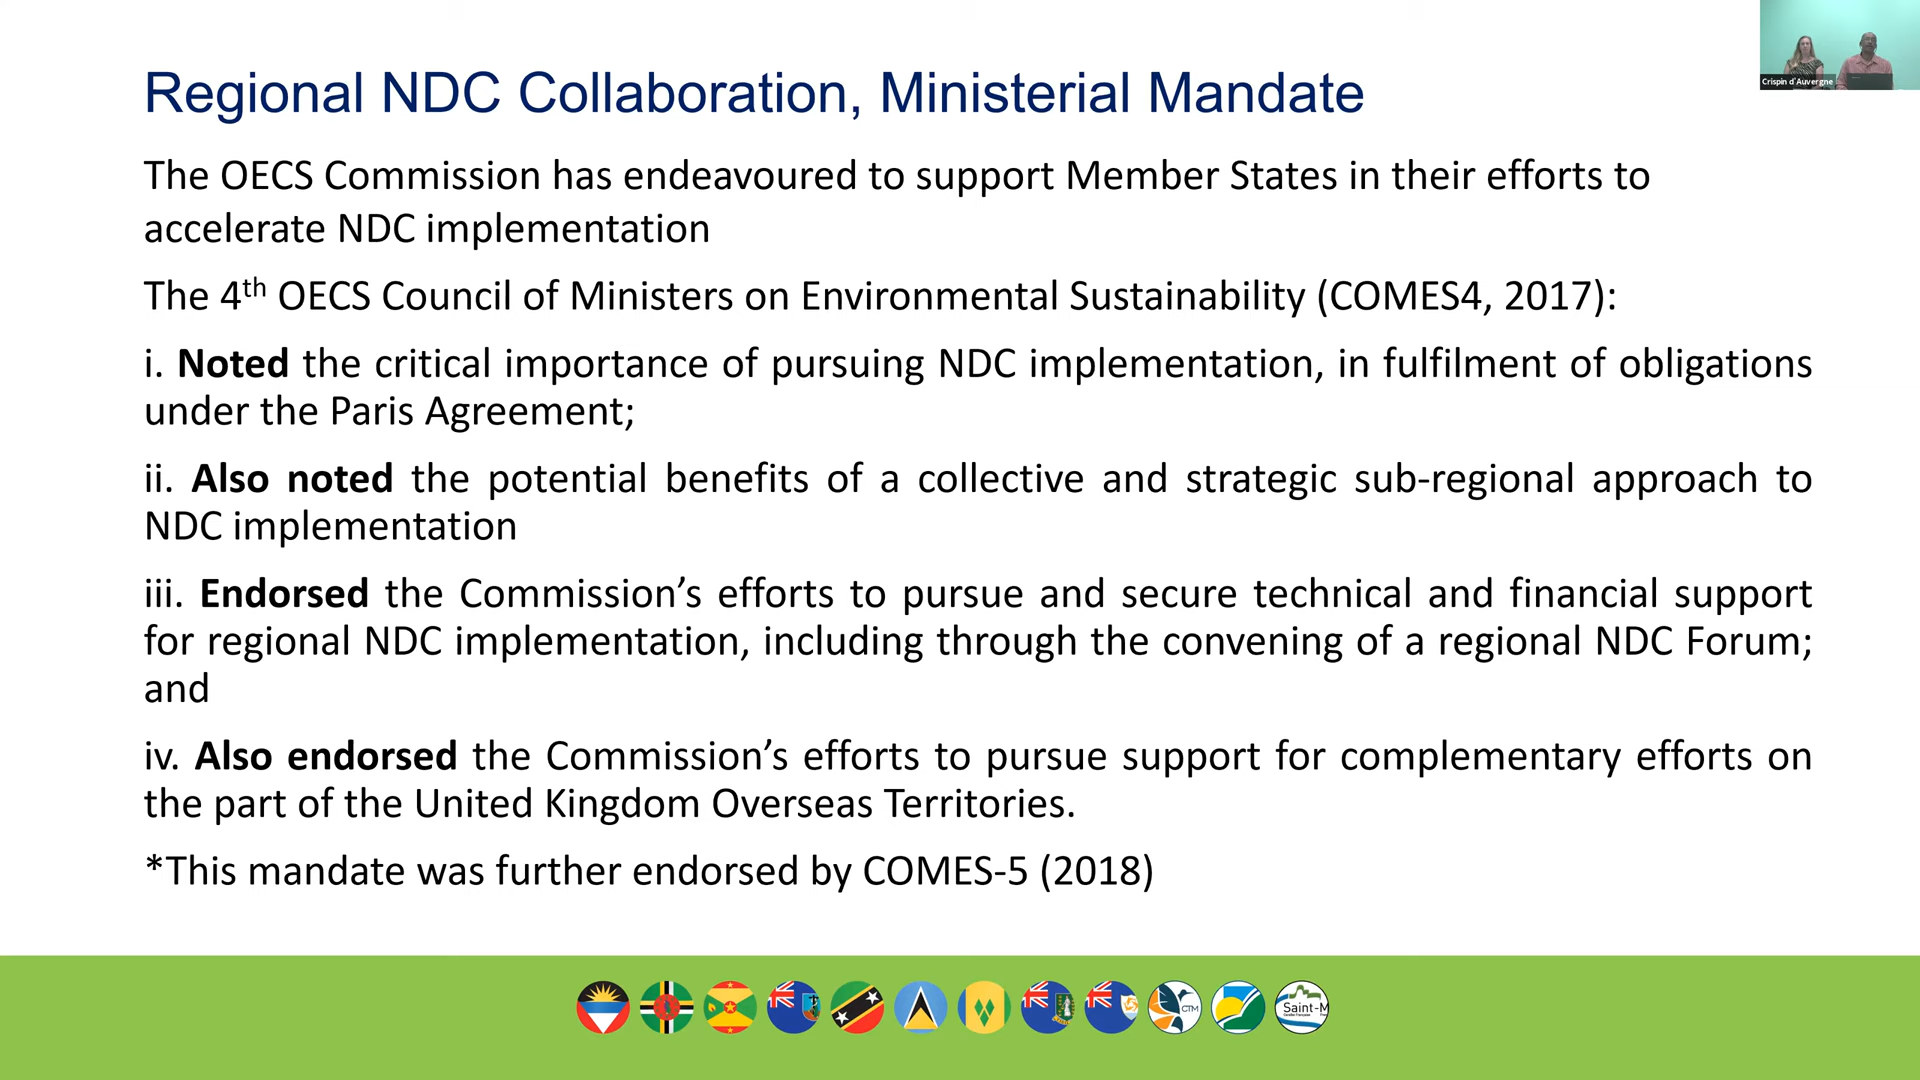 Regional NDC Collaboration, Ministerial Mandate
Crispin d'Auvergne
The OECS Commission has endeavoured to support Member States in their efforts to
accelerate NDC implementation
The 4th OECS Council of Ministers on Environmental Sustainability (COMES4, 2017):
i. Noted the critical importance of pursuing NDC implementation, in fulfilment of obligations
under the Paris Agreement;
ii. Also noted the potential benefits of a collective and strategic sub-regional approach to
NDC implementation
iii. Endorsed the Commission’s efforts to pursue and secure technical and financial support
for regional NDC implementation, including through the convening of a regional NDC Forum;
and
iv. Also endorsed the Commission’s efforts to pursue support for complementary efforts on
the part of the United Kingdom Overseas Territories.
*This mandate was further endorsed by COMES-5 (2018)
CTM
Saint-M